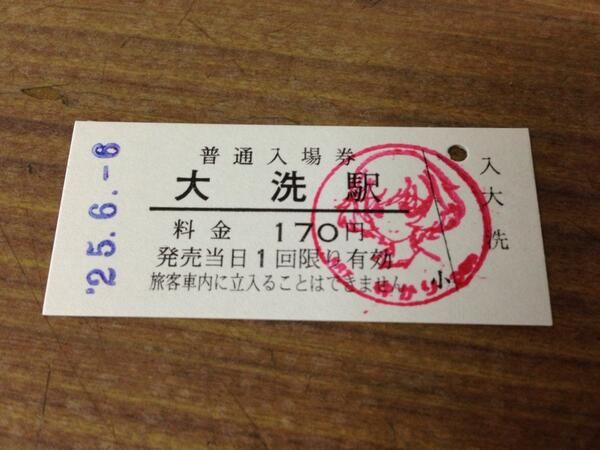 '25.6.-8
普通入場券
大洗駅
料金 170円
発売当日1回限り有効
旅客車内に立入ることはできません
小
入
大
洗